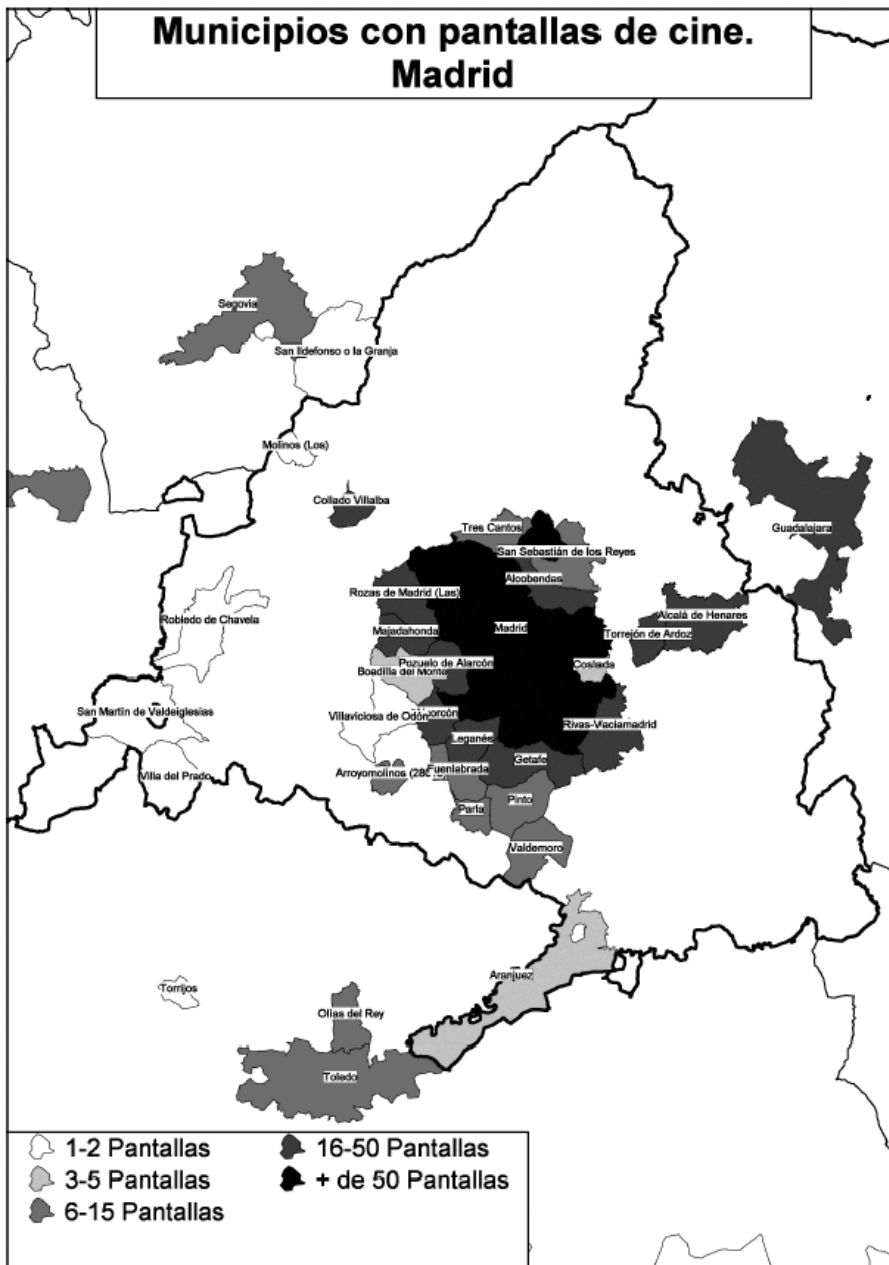 Municipios con pantallas de cine.
Madrid
Segovia
San Ildefonso o la Granja
Molinos (Los)
Collado Villalba
Guadalajara
Tres Cantos
San Sebastián de los Reyes
Alcobendas
Rozas de Madrid (Las)
Alcalá de Henares
Robledo de Chavela
Madrid
Majadahonda
Torrejón de Ardoz
Pozuelo de Alarcón
Coslada
Boadilla del Monte
San Martín de Valdeiglesias
Villaviciosa de Odón
Rivas-Vaciamadrid
Leganés
Getafe
Villa del Prado
Arroyomolinos
Fuenlabrada
Pinto
Parla
Valdemoro
Aranjuez
Torrijos
Olías del Rey
Toledo
1-2 Pantallas
16-50 Pantallas
3-5 Pantallas
+ de 50 Pantallas
6-15 Pantallas